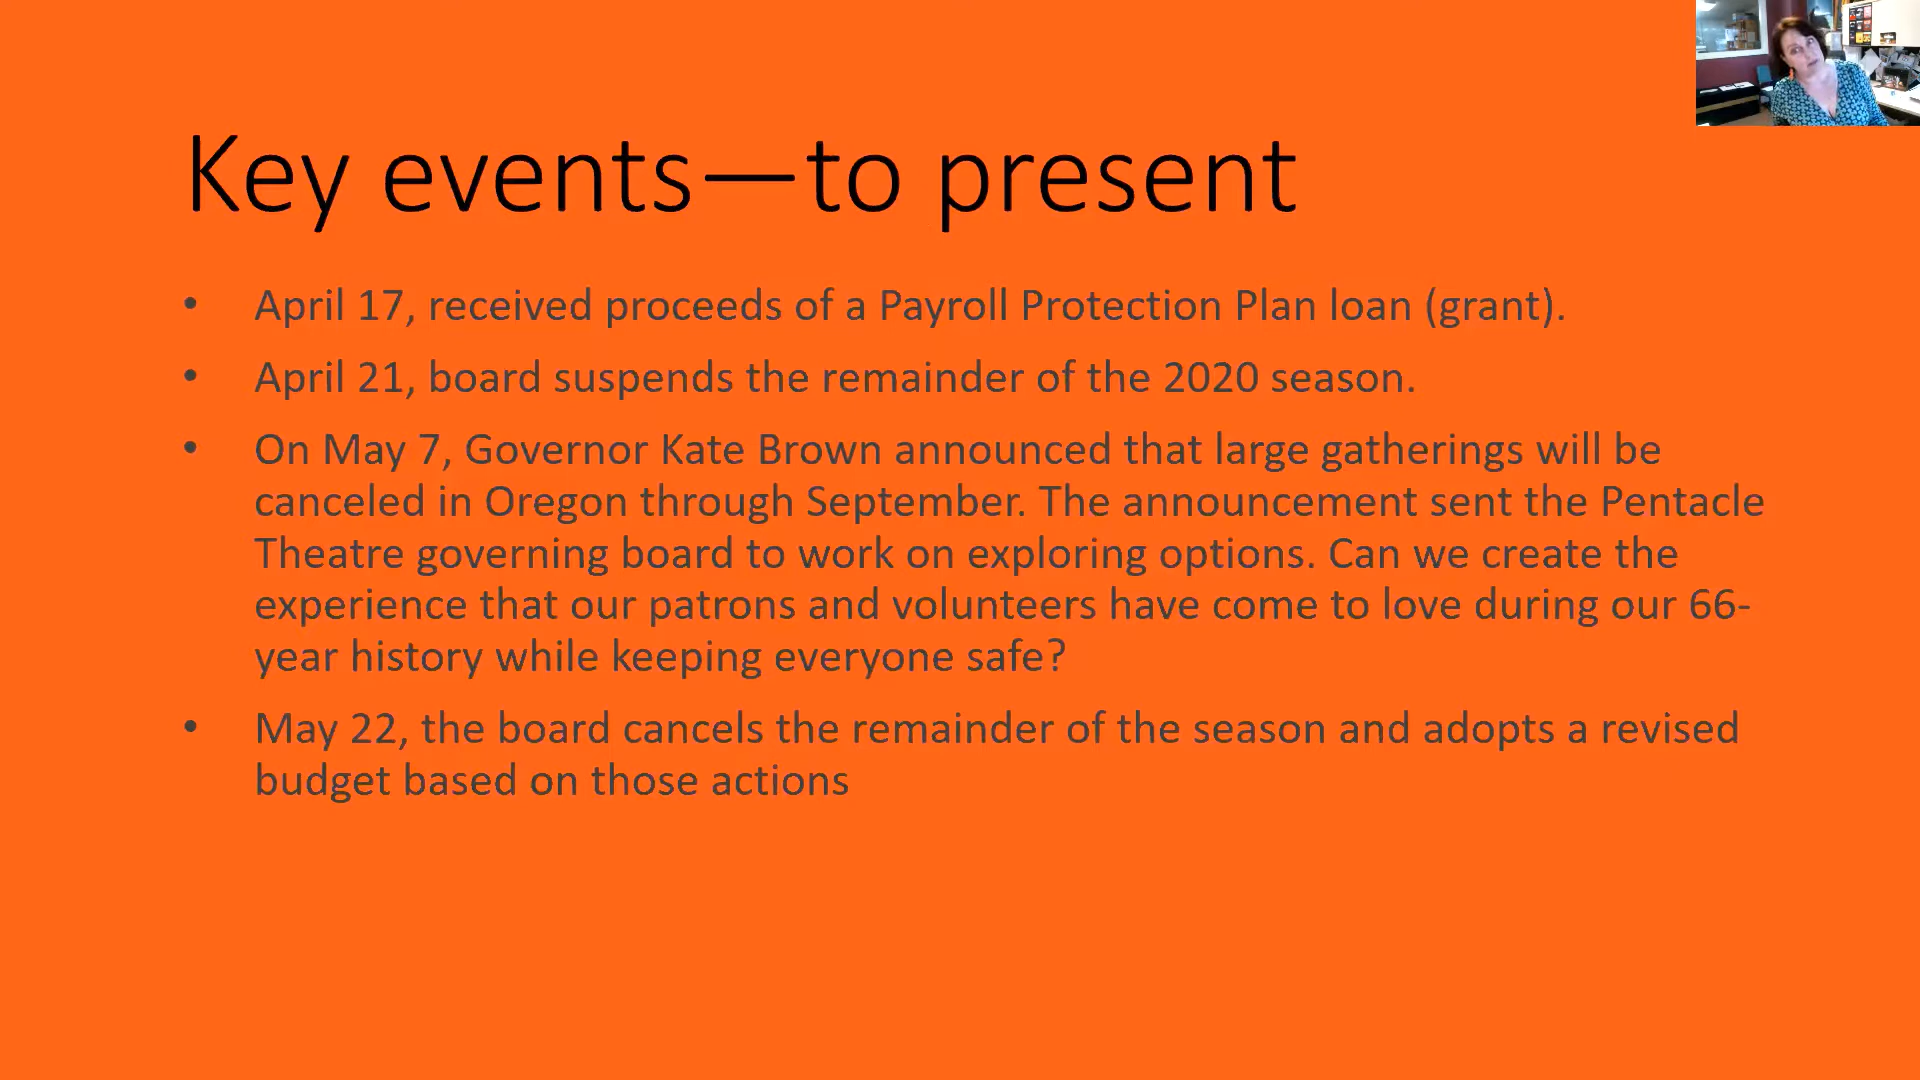 Key events—to present
• April 17, received proceeds of a Payroll Protection Plan loan (grant).
• April 21, board suspends the remainder of the 2020 season.
• On May 7, Governor Kate Brown announced that large gatherings will be
canceled in Oregon through September. The announcement sent the Pentacle
Theatre governing board to work on exploring options. Can we create the
experience that our patrons and volunteers have come to love during our 66-
year history while keeping everyone safe?
• May 22, the board cancels the remainder of the season and adopts a revised
budget based on those actions